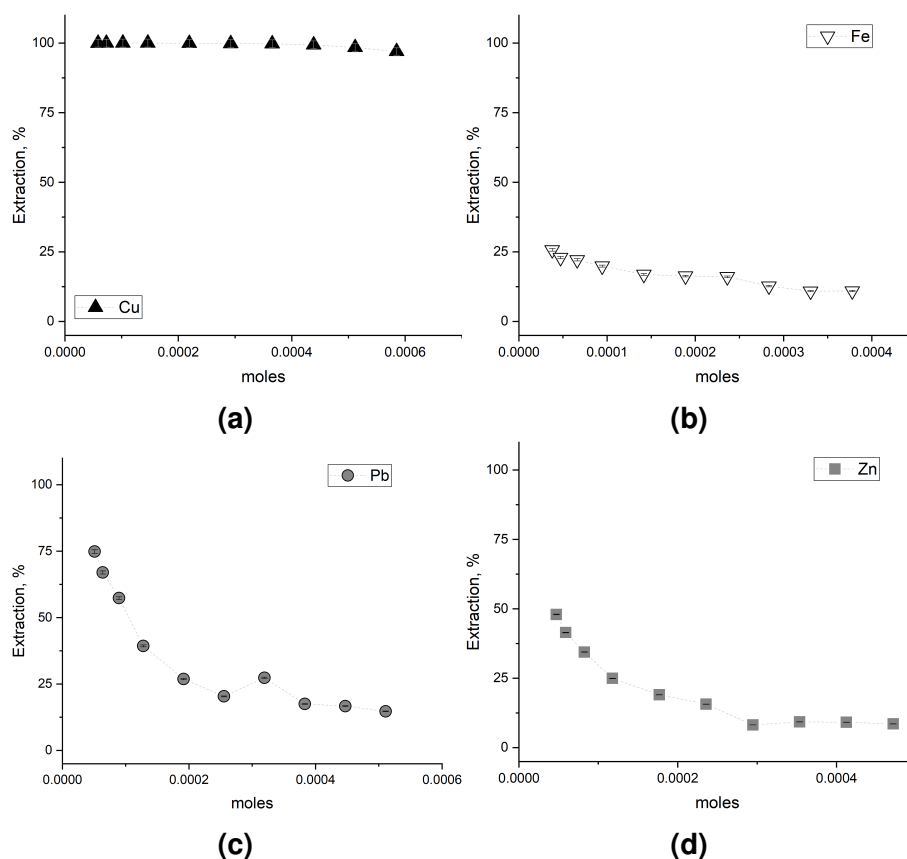 100
75
50
25
0
Extraction, %
Cu
0.0000 0.0002 0.0004 0.0006
moles
(a)
Fe
100
75
50
25
0
Extraction, %
0.0000 0.0001 0.0002 0.0003 0.0004
moles
(b)
Pb
100
75
50
25
0
Extraction, %
0.0000 0.0002 0.0004 0.0006
moles
(c)
Zn
100
75
50
25
0
Extraction, %
0.0000 0.0002 0.0004
moles
(d)